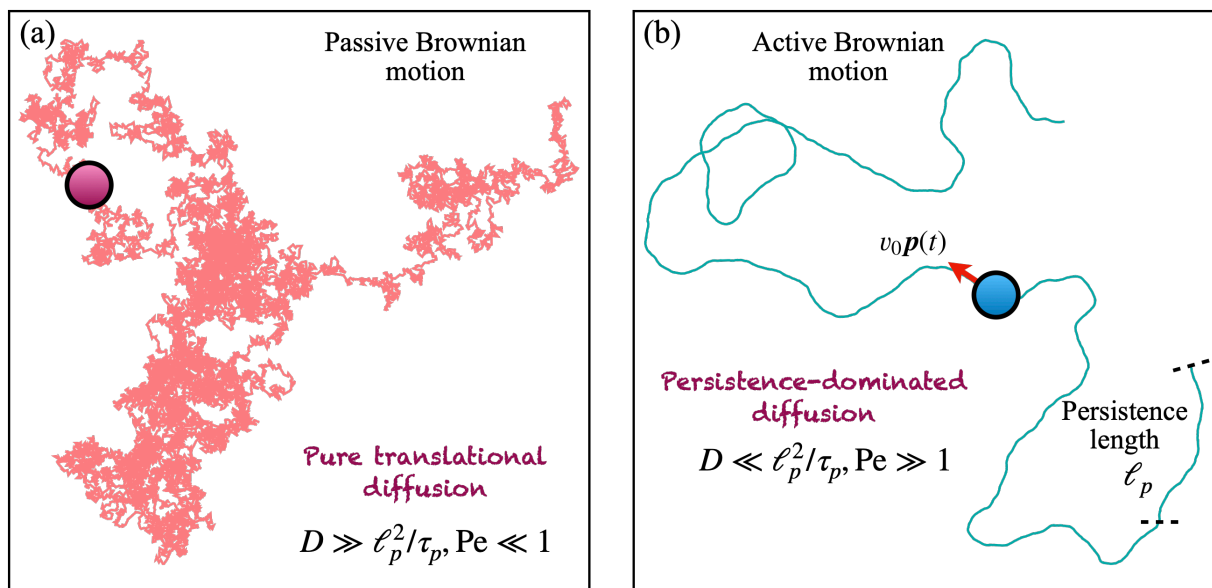 (a)
Passive Brownian
motion
Pure translational
diffusion
D ≫ ℓ_p^2/τ_p, Pe ≪ 1
(b)
Active Brownian
motion
v_0 p(t)
Persistence-dominated
diffusion
D ≪ ℓ_p^2/τ_p, Pe ≫ 1
Persistence
length
ℓ_p